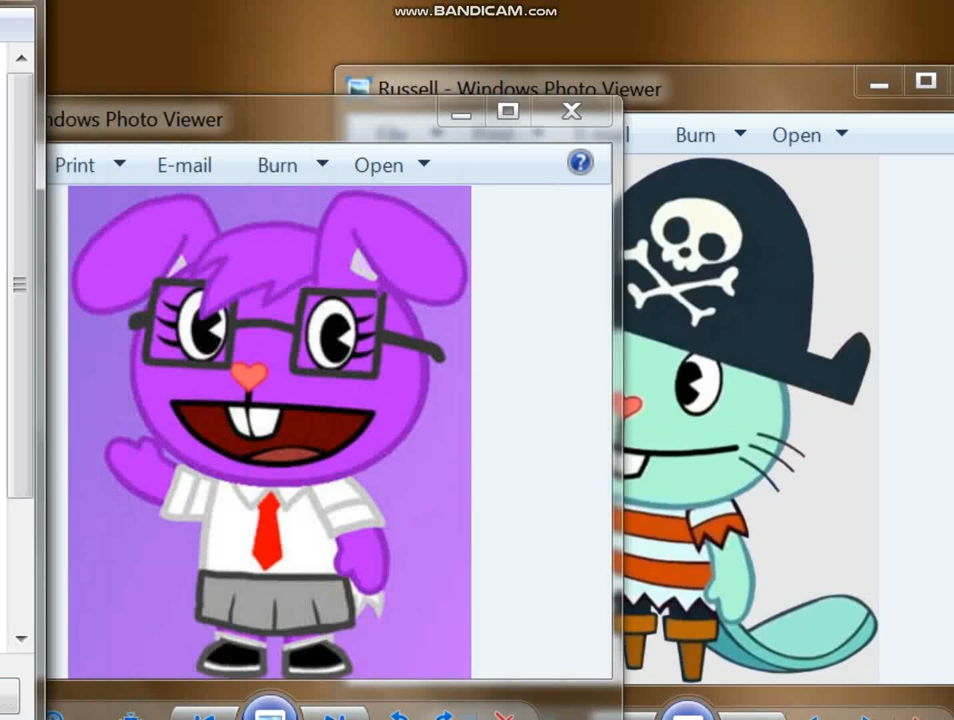 www.BANDICAM.com
Russell - Windows Photo Viewer
ndows Photo Viewer
Burn Open
Print E-mail Burn Open